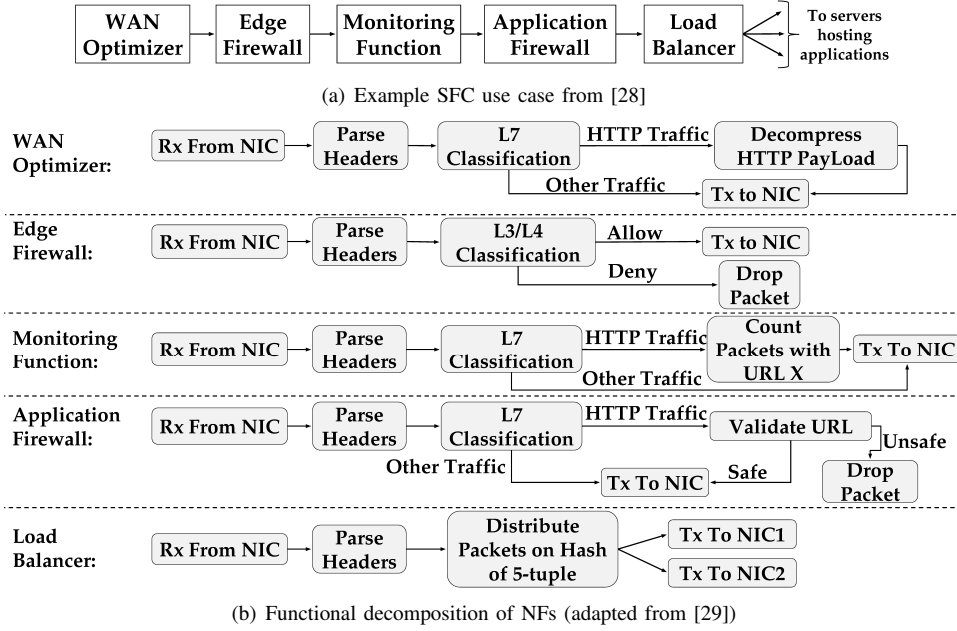 WAN
Optimizer
Edge
Firewall
Monitoring
Function
Application
Firewall
Load
Balancer
To servers
hosting
applications
(a) Example SFC use case from [28]
WAN
Optimizer:
Rx From NIC
Parse
Headers
L7
Classification
HTTP Traffic
Decompress
HTTP PayLoad
Other Traffic
Tx to NIC
Edge
Firewall:
Rx From NIC
Parse
Headers
L3/L4
Classification
Allow
Tx to NIC
Deny
Drop
Packet
Monitoring
Function:
Rx From NIC
Parse
Headers
L7
Classification
HTTP Traffic
Count
Packets with
URL X
Tx To NIC
Other Traffic
Application
Firewall:
Rx From NIC
Parse
Headers
L7
Classification
HTTP Traffic
Validate URL
Unsafe
Other Traffic
Tx To NIC
Safe
Drop
Packet
Load
Balancer:
Rx From NIC
Parse
Headers
Distribute
Packets on Hash
of 5-tuple
Tx To NIC1
Tx To NIC2
(b) Functional decomposition of NFs (adapted from [29])